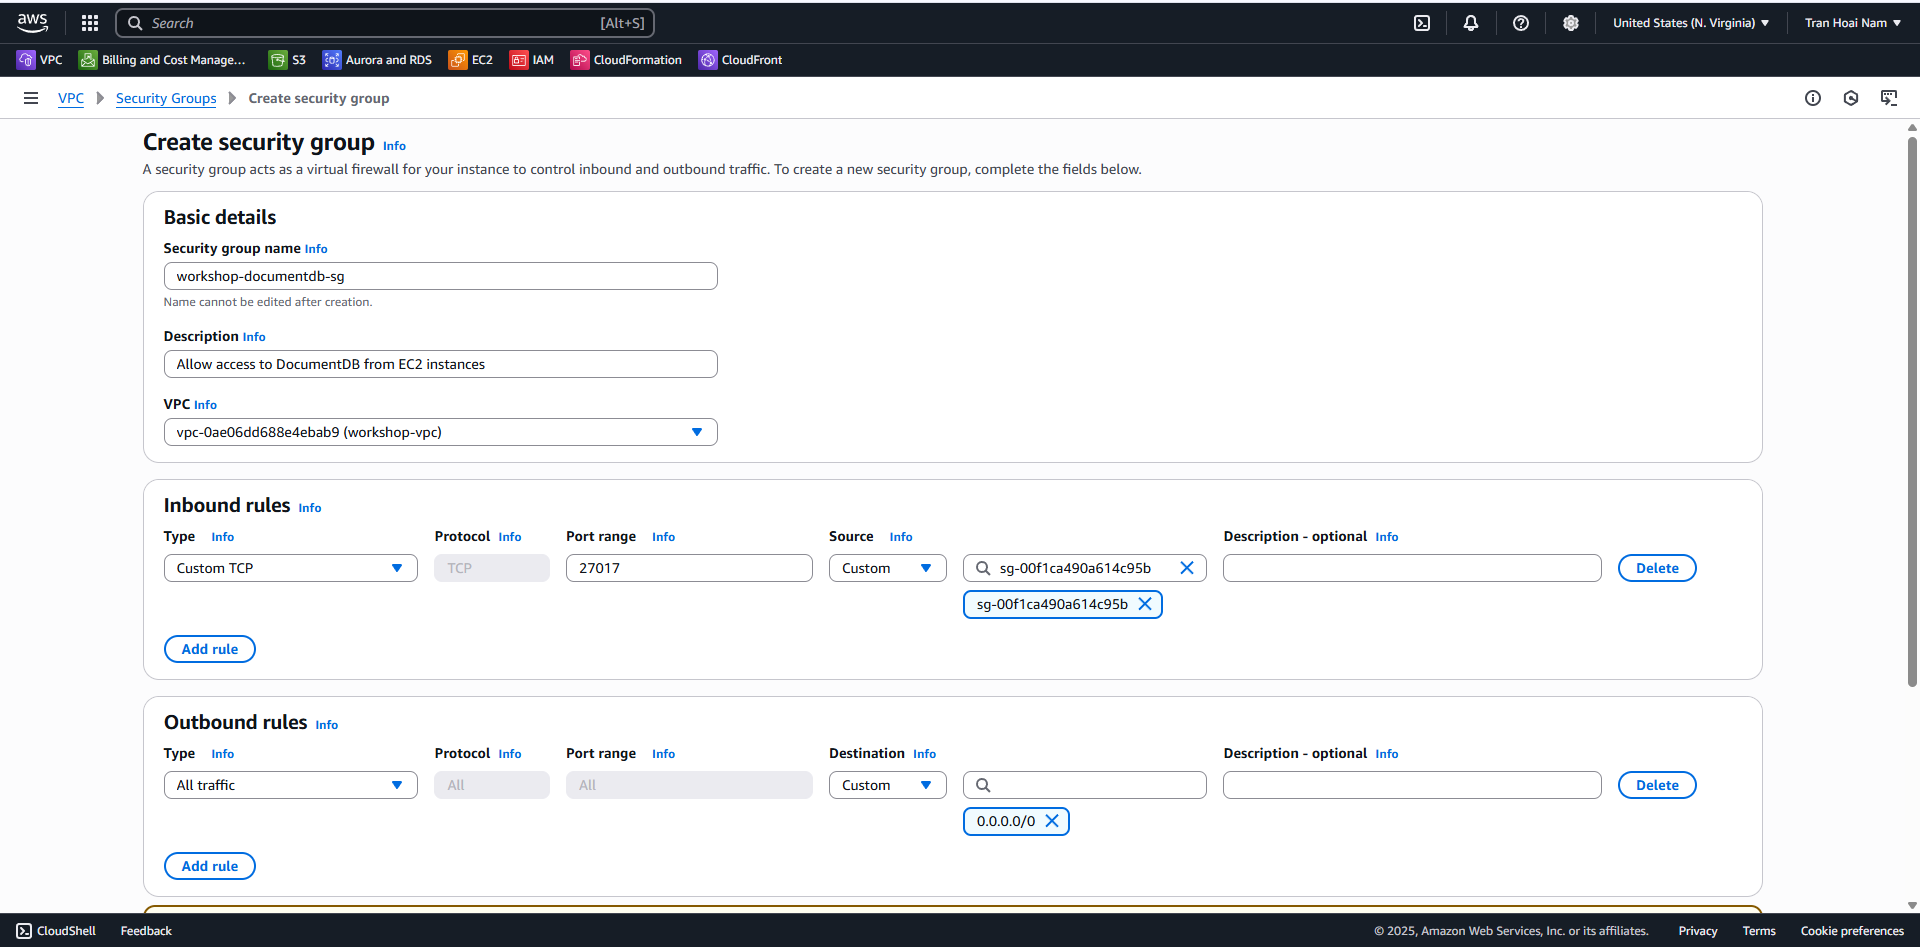 aws Search [Alt+S] United States (N. Virginia) Tran Hoai Nam
VPC Billing and Cost Manage... S3 Aurora and RDS EC2 IAM CloudFormation CloudFront
VPC Security Groups Create security group
Create security group Info
A security group acts as a virtual firewall for your instance to control inbound and outbound traffic. To create a new security group, complete the fields below.
Basic details
Security group name Info
workshop-documentdb-sg
Name cannot be edited after creation.
Description Info
Allow access to DocumentDB from EC2 instances
VPC Info
vpc-0ae06dd688e4ebab9 (workshop-vpc)
Inbound rules Info
Type Info Protocol Info Port range Info Source Info Description - optional Info
Custom TCP TCP 27017 Custom sg-00f1ca490a614c95b Delete
sg-00f1ca490a614c95b
Add rule
Outbound rules Info
Type Info Protocol Info Port range Info Destination Info Description - optional Info
All traffic All All Custom Delete
0.0.0.0/0
Add rule
CloudShell Feedback © 2025, Amazon Web Services, Inc. or its affiliates. Privacy Terms Cookie preferences